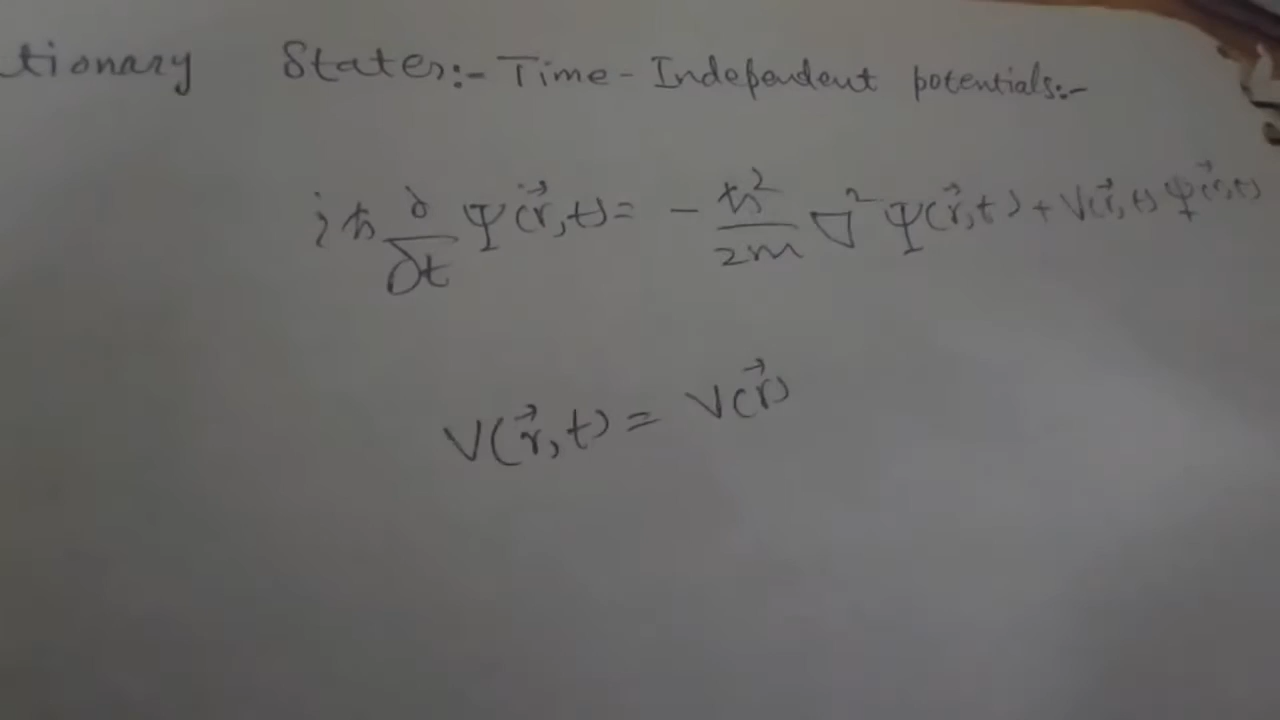 tionary States:- Time-Independent potentials:-
iħ ∂/∂t Ψ(r⃗,t) = - ħ²/2m ∇² Ψ(r⃗,t) + V(r⃗,t) Ψ(r⃗,t)
V(r⃗,t) = V(r⃗)